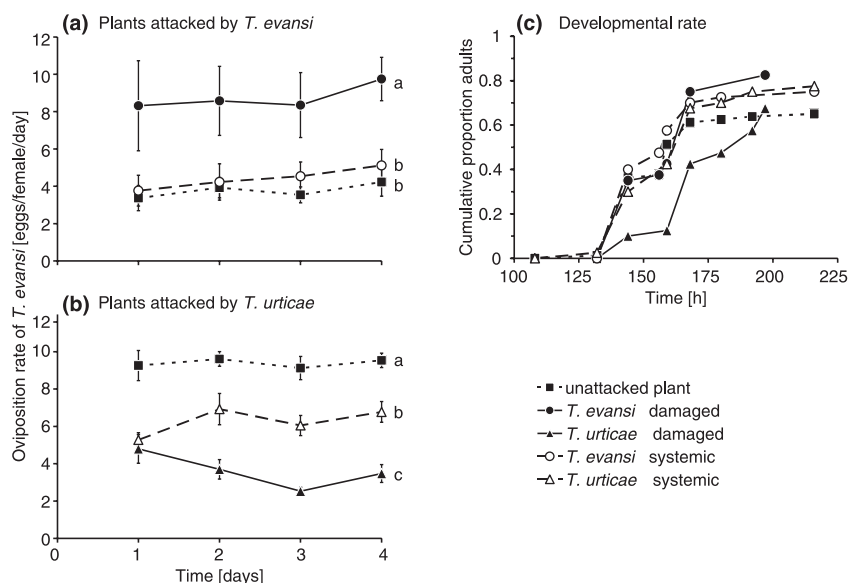 (a) Plants attacked by T. evansi
12
10
8
6
4
2
0
a
b
b
Oviposition rate of T. evansi [eggs/female/day]
(b) Plants attacked by T. urticae
12
10
8
6
4
2
0
a
b
c
0 1 2 3 4
Time [days]
(c) Developmental rate
Cumulative proportion adults
1
0.8
0.6
0.4
0.2
0
100 125 150 175 200 225
Time [h]
unattacked plant
T. evansi damaged
T. urticae damaged
T. evansi systemic
T. urticae systemic